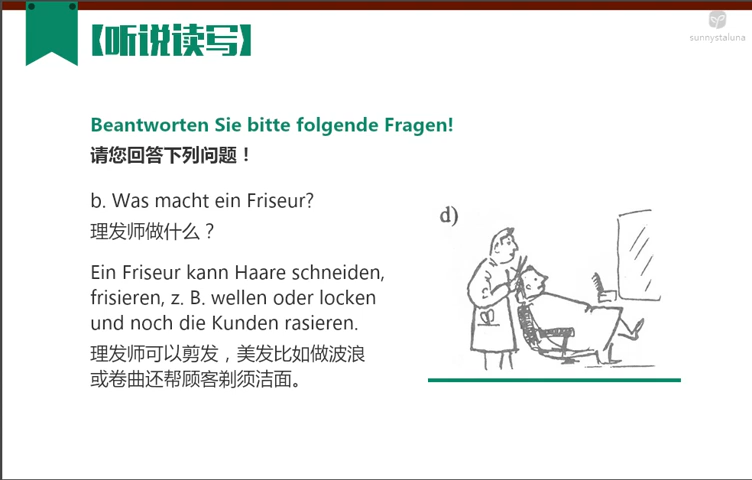 【听说读写】
sunnystaluna
Beantworten Sie bitte folgende Fragen!
请您回答下列问题！
b. Was macht ein Friseur?
理发师做什么？
d)
Ein Friseur kann Haare schneiden,
frisieren, z. B. wellen oder locken
und noch die Kunden rasieren.
理发师可以剪发，美发比如做波浪
或卷曲还帮顾客剃须洁面。